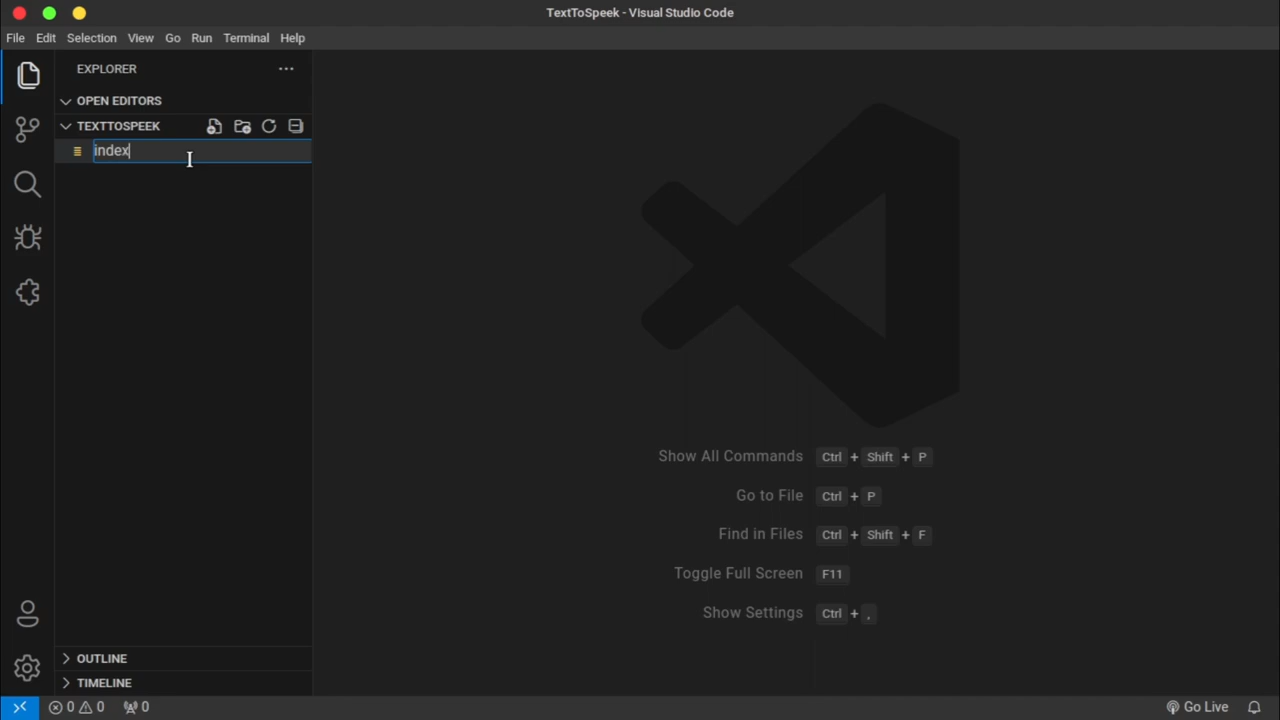 TextToSpeek - Visual Studio Code
File Edit Selection View Go Run Terminal Help
EXPLORER
OPEN EDITORS
TEXTTOSPEEK
index
Show All Commands Ctrl + Shift + P
Go to File Ctrl + P
Find in Files Ctrl + Shift + F
Toggle Full Screen F11
Show Settings Ctrl + ,
OUTLINE
TIMELINE
0 0 0 Go Live